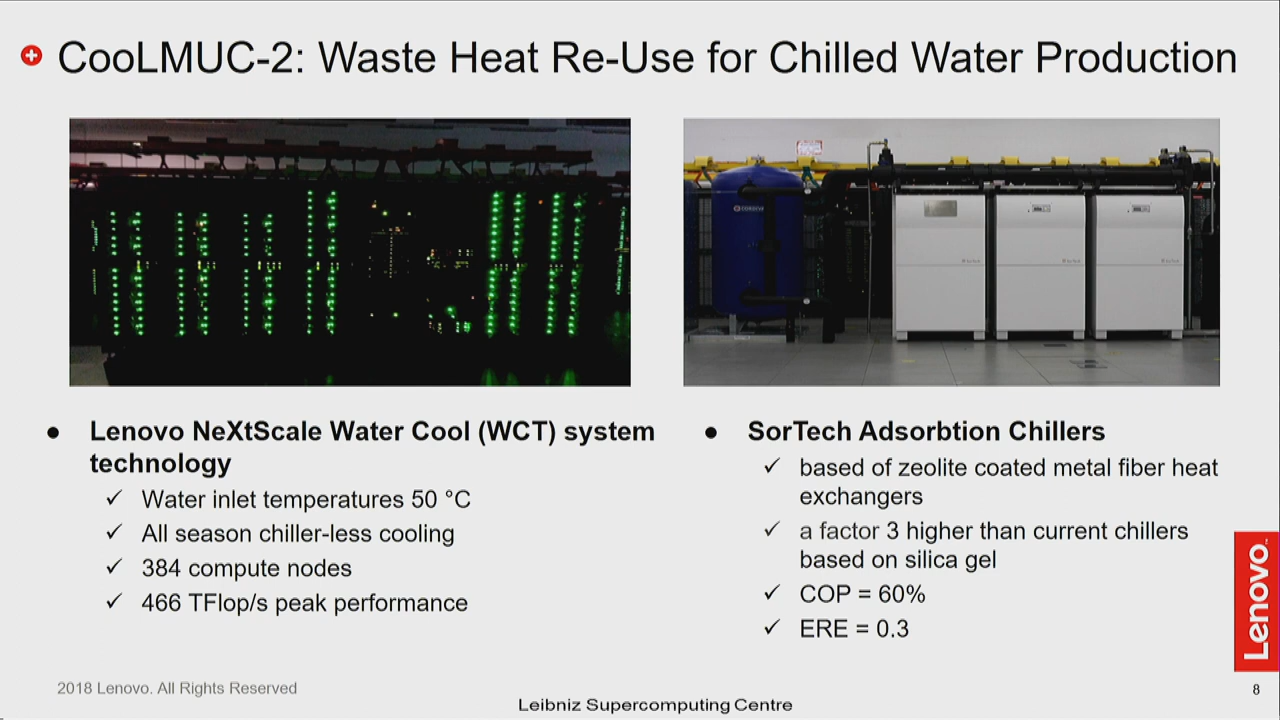 CooLMUC-2: Waste Heat Re-Use for Chilled Water Production
● Lenovo NeXtScale Water Cool (WCT) system
technology
✓ Water inlet temperatures 50 °C
✓ All season chiller-less cooling
✓ 384 compute nodes
✓ 466 TFlop/s peak performance
● SorTech Adsorbtion Chillers
✓ based of zeolite coated metal fiber heat
exchangers
✓ a factor 3 higher than current chillers
based on silica gel
✓ COP = 60%
✓ ERE = 0.3
Lenovo
2018 Lenovo. All Rights Reserved
Leibniz Supercomputing Centre
8